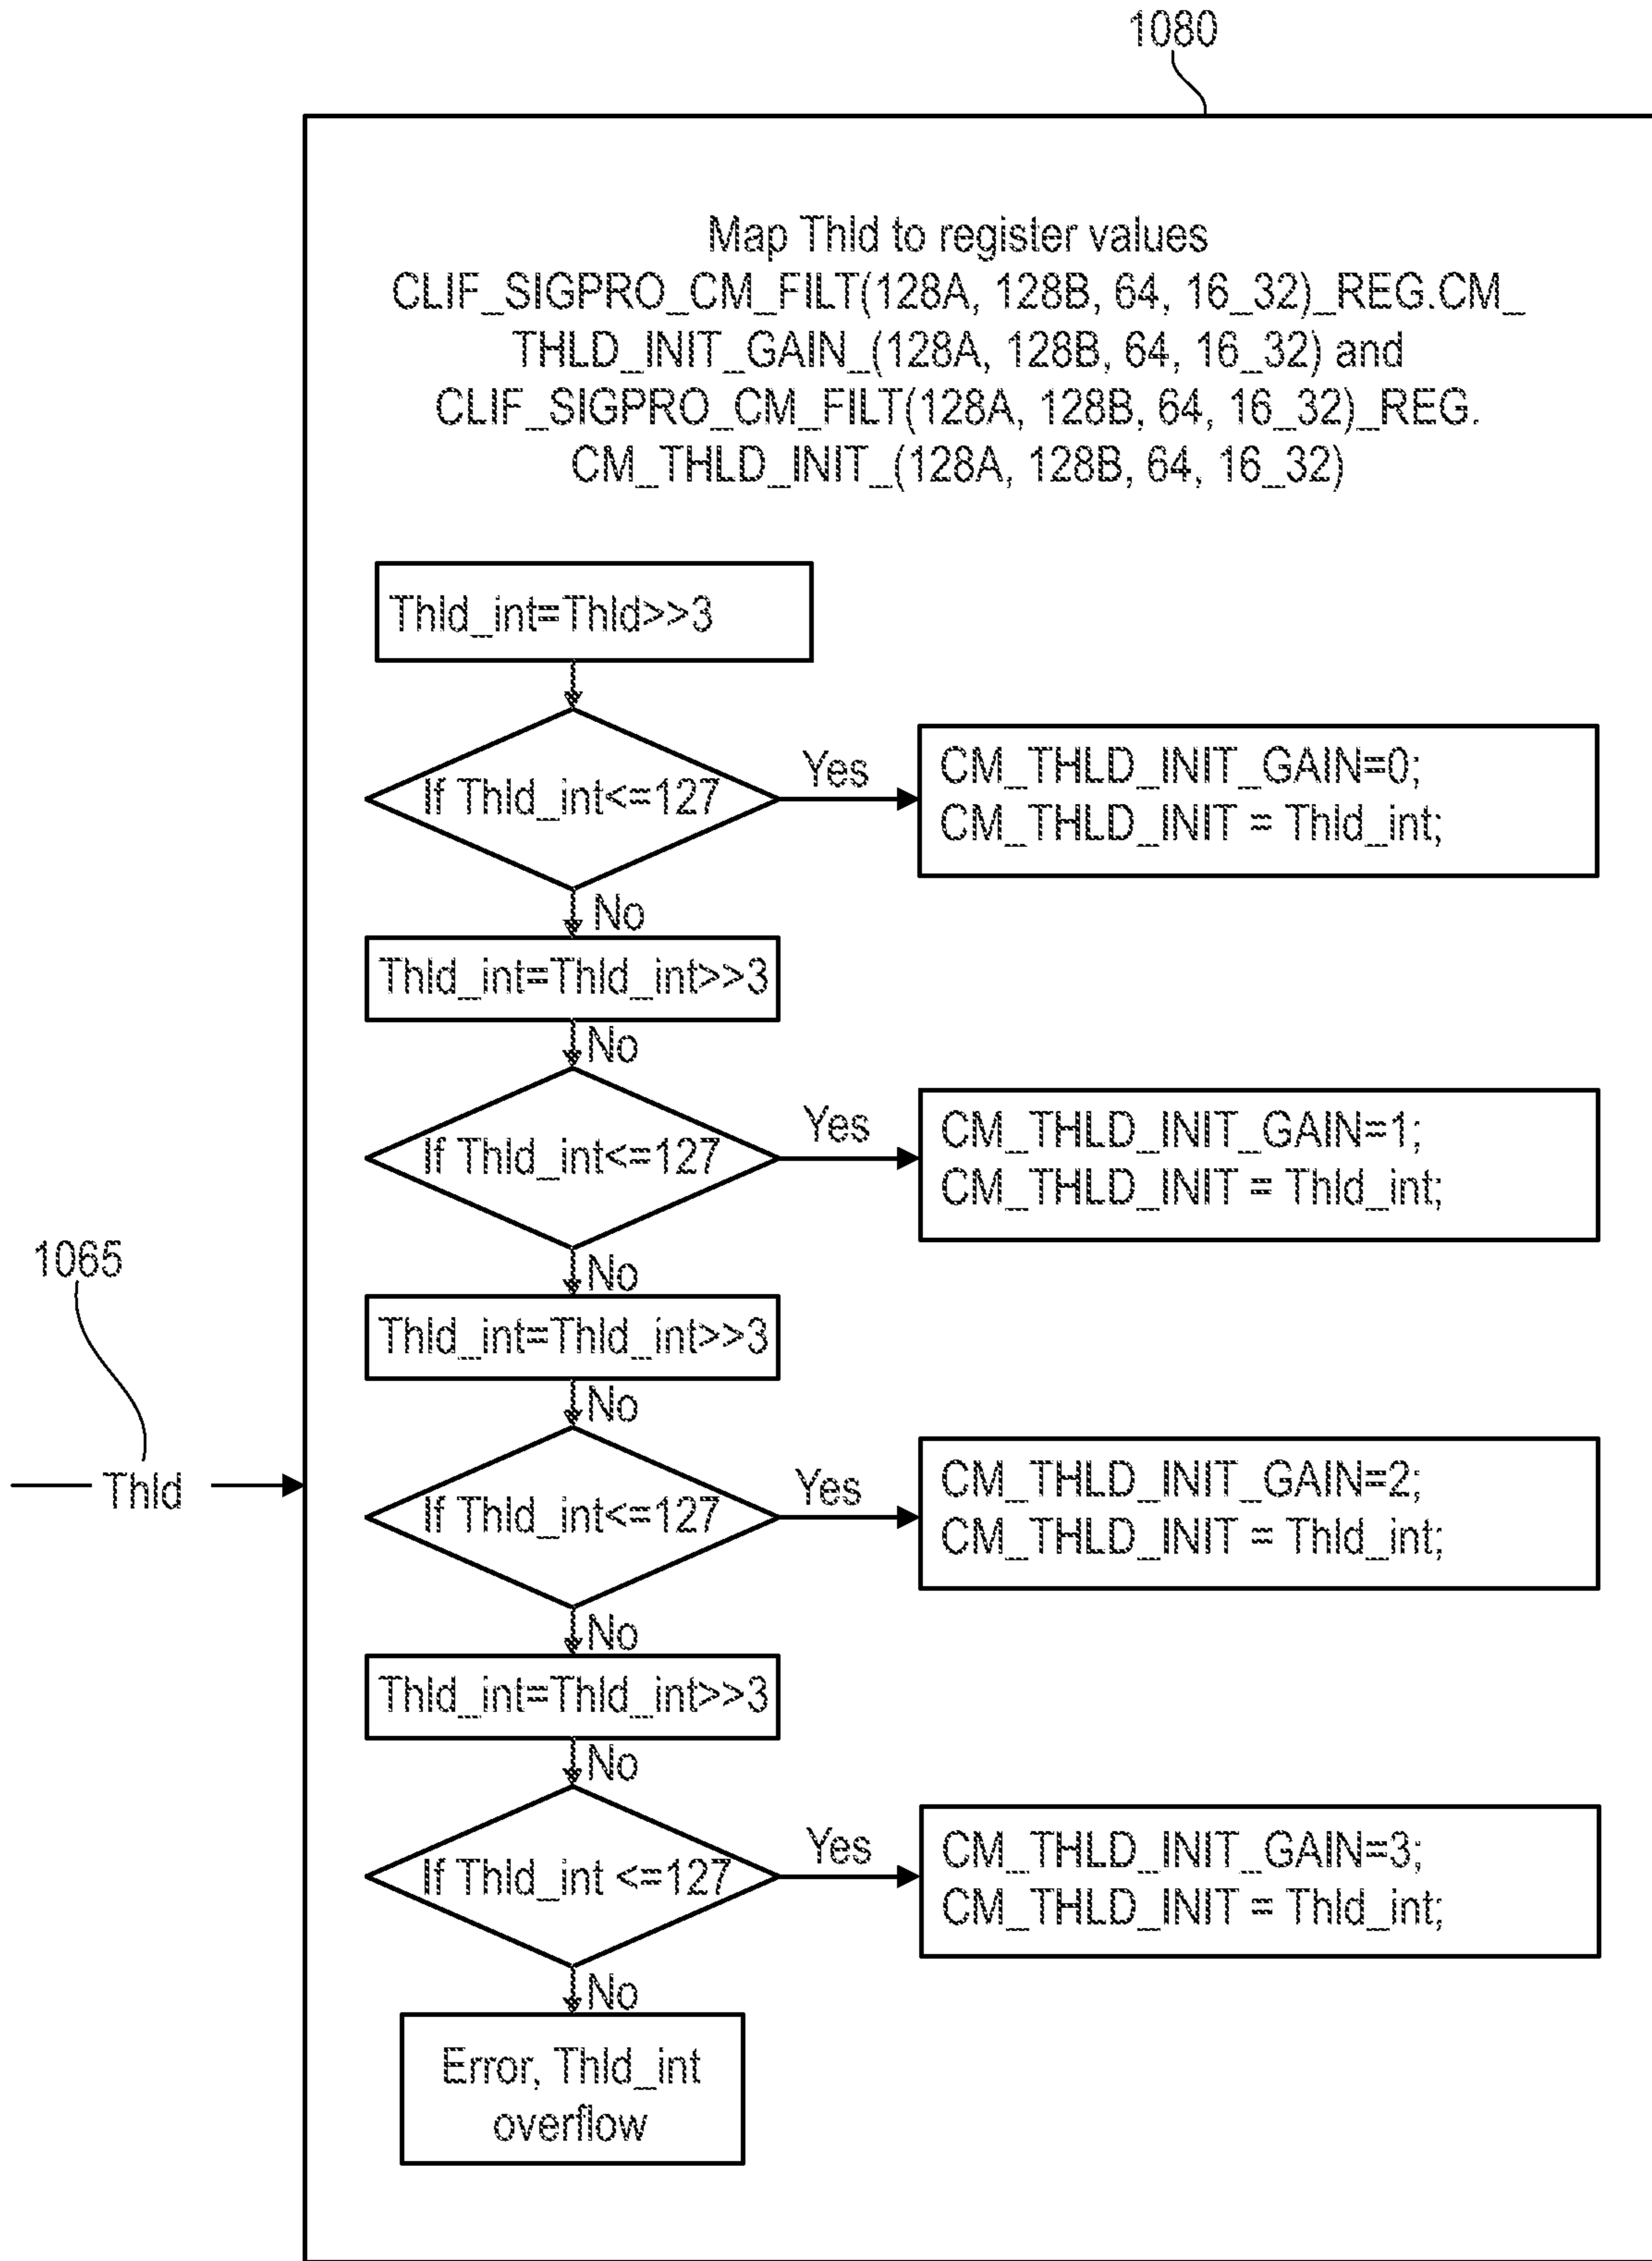 1080
Map Thld to register values
CLIF_SIGPRO_CM_FILT(128A, 128B, 64, 16_32)_REG.CM_
THLD_INIT_GAIN_(128A, 128B, 64, 16_32) and
CLIF_SIGPRO_CM_FILT(128A, 128B, 64, 16_32)_REG.
CM_THLD_INIT_(128A, 128B, 64, 16_32)
Thld_int=Thld>>3
If Thld_int<=127
Yes
CM_THLD_INIT_GAIN=0;
CM_THLD_INIT = Thld_int;
No
Thld_int=Thld_int>>3
No
If Thld_int<=127
Yes
CM_THLD_INIT_GAIN=1;
CM_THLD_INIT = Thld_int;
1065
Thld
No
Thld_int=Thld_int>>3
No
If Thld_int<=127
Yes
CM_THLD_INIT_GAIN=2;
CM_THLD_INIT = Thld_int;
No
Thld_int=Thld_int>>3
No
If Thld_int <=127
Yes
CM_THLD_INIT_GAIN=3;
CM_THLD_INIT = Thld_int;
No
Error, Thld_int
overflow